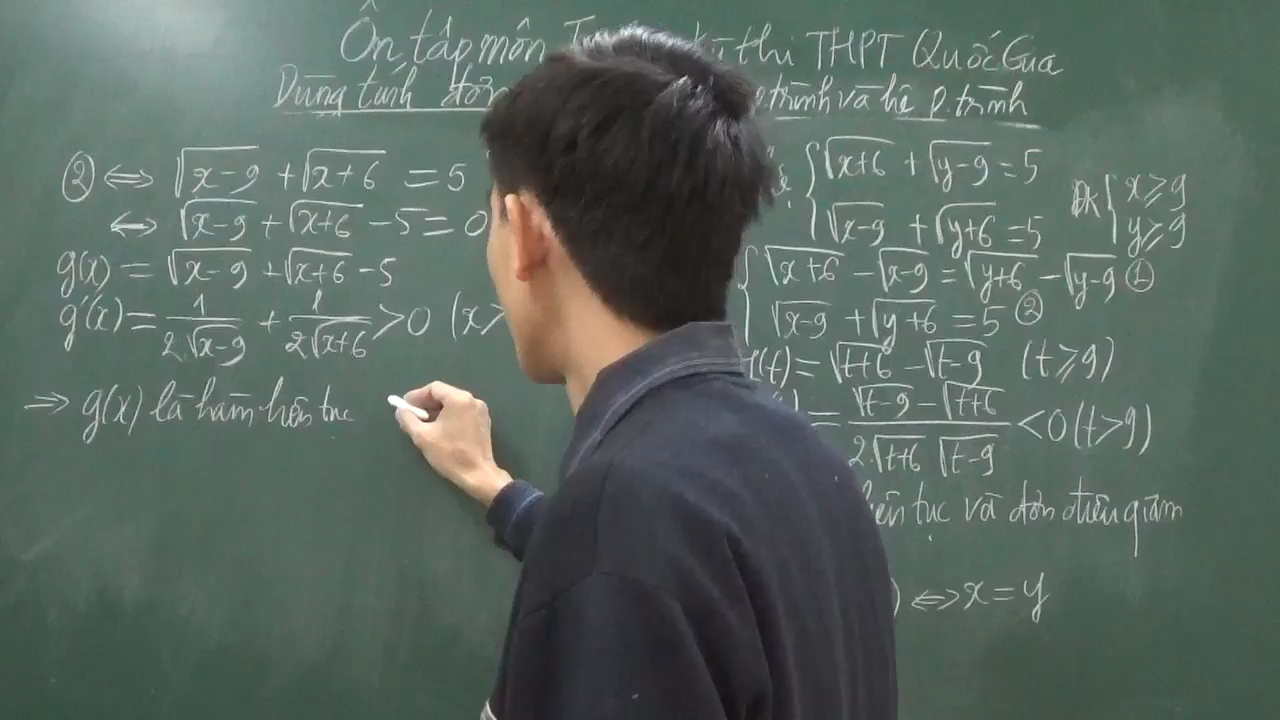 Ôn tập môn kì thi THPT Quốc Gia
Dùng tính đơn p.trình và hệ p.trình
② ⇔ √(x-9) + √(x+6) = 5
⇔ √(x-9) + √(x+6) - 5 = 0
g(x) = √(x-9) + √(x+6) - 5
g'(x) = 1/(2.√(x-9)) + 1/(2√(x+6)) > 0 (x>
⇒ g(x) là hàm liên tục
{ √(x+6) + √(y-9) = 5
√(x-9) + √(y+6) = 5
ĐK { x ≥ 9
y ≥ 9
{ √(x+6) - √(x-9) = √(y+6) - √(y-9) ①
√(x-9) + √(y+6) = 5 ②
(t) = √(t+6) - √(t-9) (t ≥ 9)
= (√(t-9) - √(t+6))/(2.√(t+6) √(t-9)) < 0 (t > 9)
liên tục và đơn điệu giảm
) ⇔ x = y